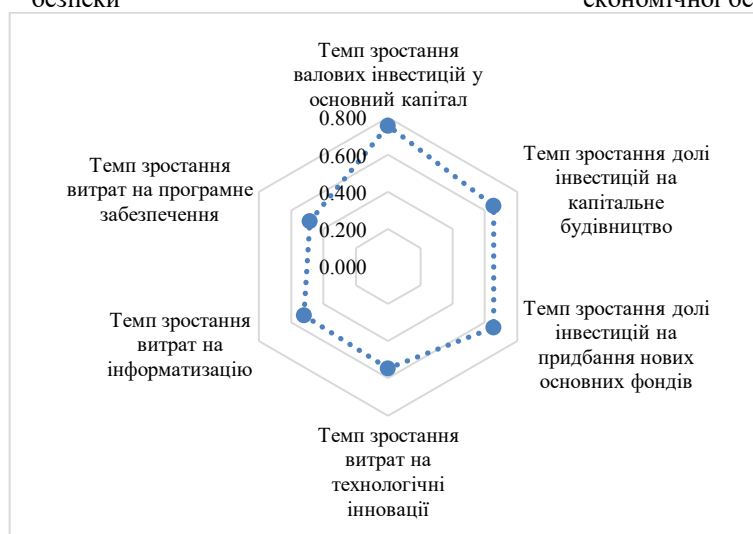 безпеки
Темп зростання
валових інвестицій у
основний капітал
0.800
0.600
0.400
0.200
0.000
Темп зростання долі
інвестицій на
капітальне
будівництво
Темп зростання долі
інвестицій на
придбання нових
основних фондів
Темп зростання
витрат на
технологічні
інновації
Темп зростання
витрат на
інформатизацію
Темп зростання
витрат на програмне
забезпечення